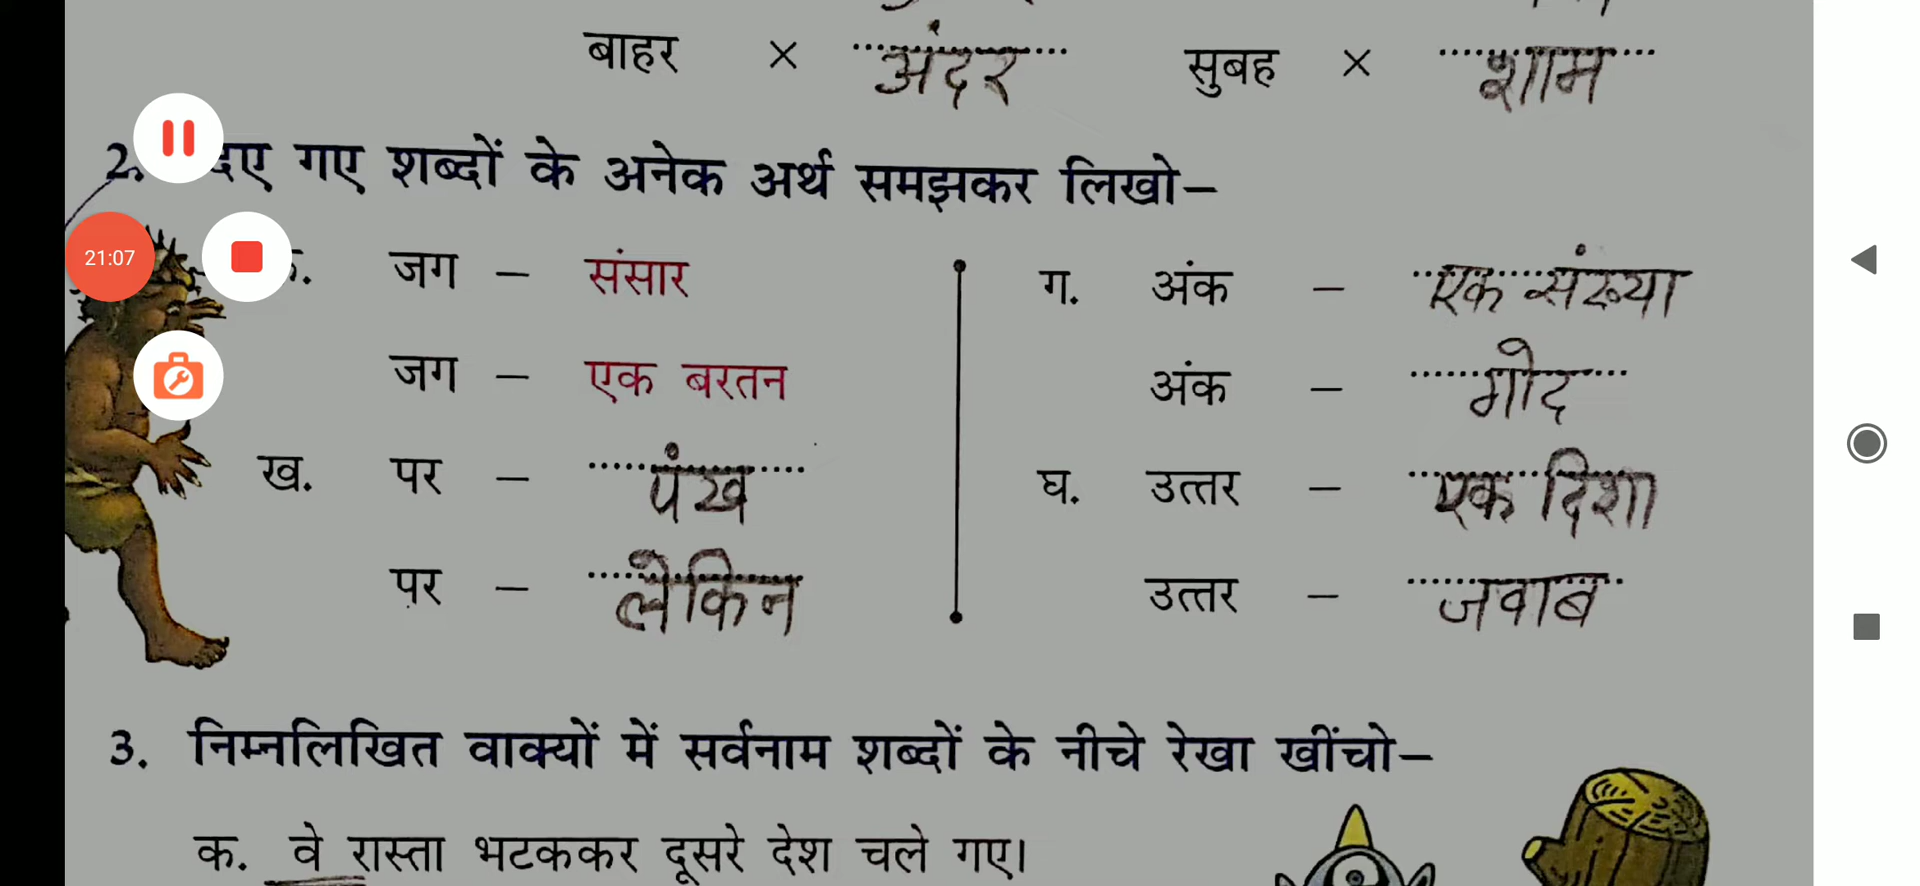 बाहर × अंदर सुबह × शाम
2. दिए गए शब्दों के अनेक अर्थ समझकर लिखो–
21:07
क. जग – संसार
जग – एक बरतन
ख. पर – पंख
पर – लेकिन
ग. अंक – एक संख्या
अंक – गोद
घ. उत्तर – एक दिशा
उत्तर – जवाब
3. निम्नलिखित वाक्यों में सर्वनाम शब्दों के नीचे रेखा खींचो–
क. वे रास्ता भटककर दूसरे देश चले गए।